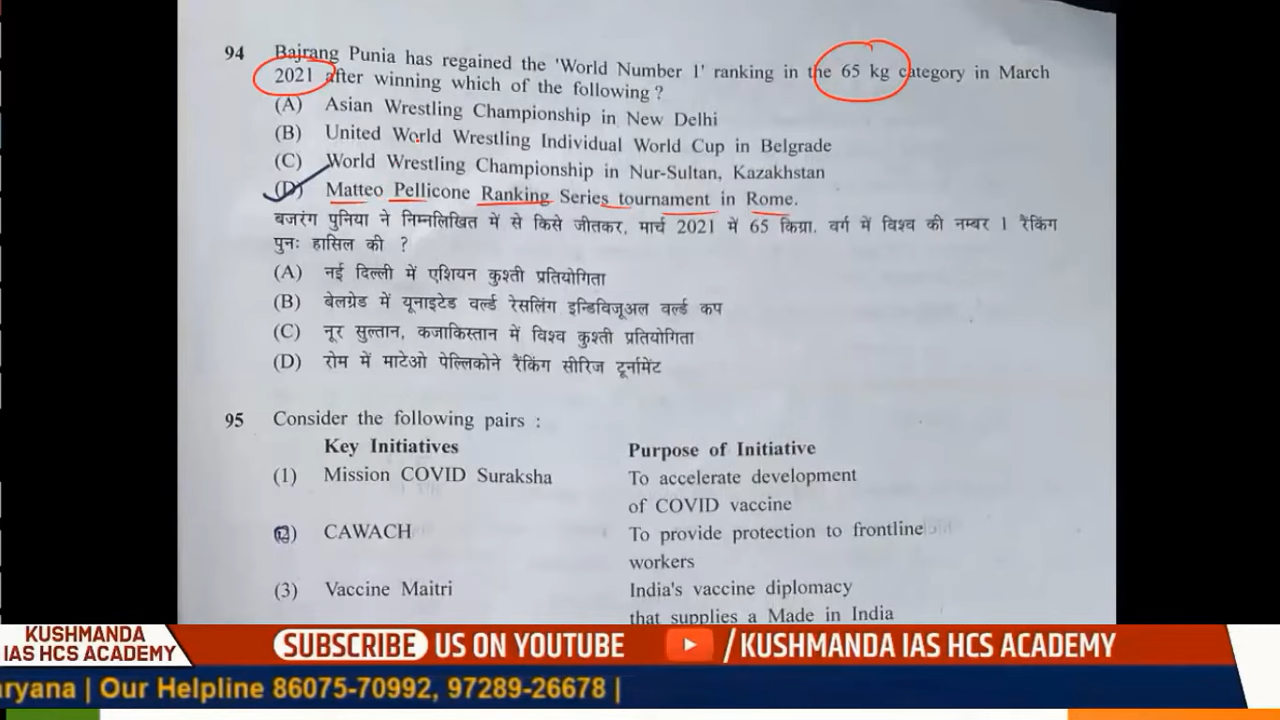 94 Bajrang Punia has regained the 'World Number 1' ranking in the 65 kg category in March
2021 after winning which of the following ?
(A) Asian Wrestling Championship in New Delhi
(B) United World Wrestling Individual World Cup in Belgrade
(C) World Wrestling Championship in Nur-Sultan, Kazakhstan
(D) Matteo Pellicone Ranking Series tournament in Rome.
बजरंग पुनिया ने निम्नलिखित में से किसे जीतकर, मार्च 2021 में 65 किग्रा. वर्ग में विश्व की नम्बर 1 रैंकिंग
पुनः हासिल की ?
(A) नई दिल्ली में एशियन कुश्ती प्रतियोगिता
(B) बेलग्रेड में यूनाइटेड वर्ल्ड रेसलिंग इन्डिविजूअल वर्ल्ड कप
(C) नूर सुल्तान, कजाकिस्तान में विश्व कुश्ती प्रतियोगिता
(D) रोम में माटेओ पेल्लिकोने रैंकिंग सीरिज टूर्नामेंट
95 Consider the following pairs :
Key Initiatives Purpose of Initiative
(1) Mission COVID Suraksha To accelerate development
of COVID vaccine
(2) CAWACH To provide protection to frontline
workers
(3) Vaccine Maitri India's vaccine diplomacy
that supplies a Made in India
KUSHMANDA
IAS HCS ACADEMY
SUBSCRIBE US ON YOUTUBE /KUSHMANDA IAS HCS ACADEMY
aryana | Our Helpline 86075-70992, 97289-26678 |